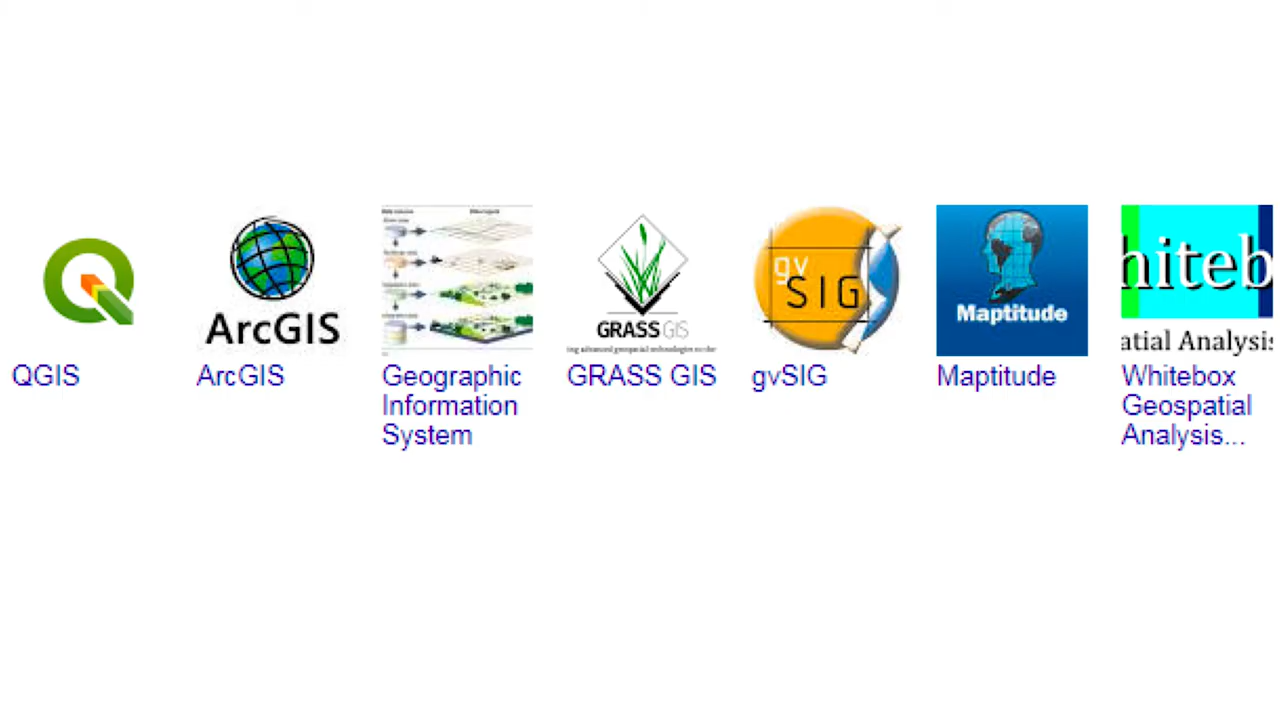 ArcGIS
GRASS GIS
gv
SIG
Maptitude
hiteb
atial Analysis
QGIS
ArcGIS
Geographic
Information
System
GRASS GIS
gvSIG
Maptitude
Whitebox
Geospatial
Analysis...